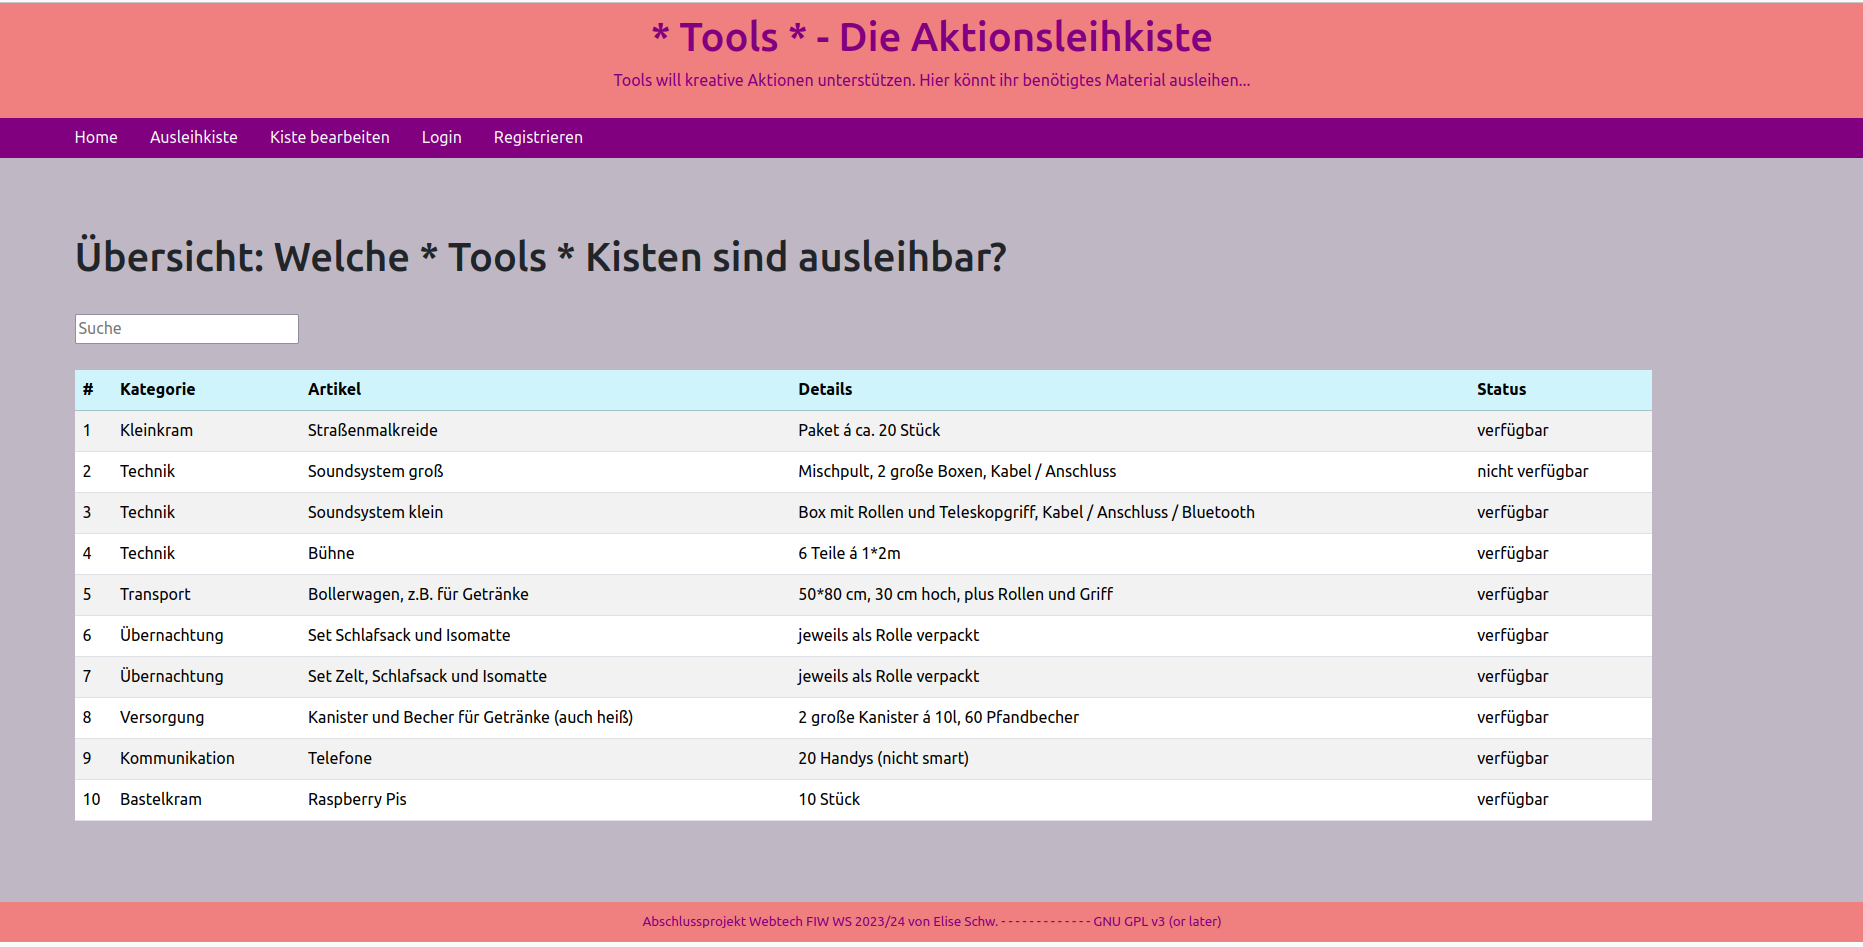 * Tools * - Die Aktionsleihkiste
Tools will kreative Aktionen unterstützen. Hier könnt ihr benötigtes Material ausleihen...
Home Ausleihkiste Kiste bearbeiten Login Registrieren
Übersicht: Welche * Tools * Kisten sind ausleihbar?
Suche
# Kategorie Artikel Details Status
1 Kleinkram Straßenmalkreide Paket á ca. 20 Stück verfügbar
2 Technik Soundsystem groß Mischpult, 2 große Boxen, Kabel / Anschluss nicht verfügbar
3 Technik Soundsystem klein Box mit Rollen und Teleskopgriff, Kabel / Anschluss / Bluetooth verfügbar
4 Technik Bühne 6 Teile á 1*2m verfügbar
5 Transport Bollerwagen, z.B. für Getränke 50*80 cm, 30 cm hoch, plus Rollen und Griff verfügbar
6 Übernachtung Set Schlafsack und Isomatte jeweils als Rolle verpackt verfügbar
7 Übernachtung Set Zelt, Schlafsack und Isomatte jeweils als Rolle verpackt verfügbar
8 Versorgung Kanister und Becher für Getränke (auch heiß) 2 große Kanister á 10l, 60 Pfandbecher verfügbar
9 Kommunikation Telefone 20 Handys (nicht smart) verfügbar
10 Bastelkram Raspberry Pis 10 Stück verfügbar
Abschlussprojekt Webtech FIW WS 2023/24 von Elise Schw. - - - - - - - - - - - - - GNU GPL v3 (or later)